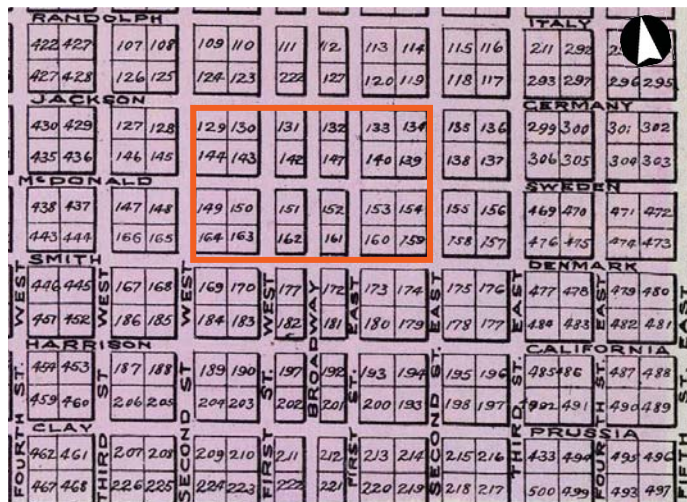 RANDOLPH ITALY
422 427 107 108 109 110 111 112 113 114 115 116 211 292
427 428 126 125 124 123 222 127 120 119 118 117 293 297 296 295
JACKSON GERMANY
430 429 127 128 129 130 131 132 133 134 135 136 299 300 301 302
435 436 146 145 144 143 142 147 140 139 138 137 306 305 304 303
McDONALD SWEDEN
438 437 147 148 149 150 151 152 153 154 155 156 469 470 471 472
443 444 166 165 164 163 162 161 160 159 158 157 476 475 474 473
SMITH DENMARK
446 445 167 168 169 170 177 172 173 174 175 176 477 478 479 480
451 452 186 185 184 183 182 181 180 179 178 177 484 483 482 481
HARRISON CALIFORNIA
454 453 187 188 189 190 197 192 193 194 195 196 485 486 487 488
459 460 206 205 204 203 202 201 200 193 198 197 492 491 490 489
CLAY PRUSSIA
462 461 207 208 209 210 211 212 213 214 215 216 433 494 495 496
467 468 226 225 224 223 222 221 220 219 218 217 500 499 493 497
FOURTH ST. WEST
THIRD ST WEST
SECOND ST WEST
FIRST ST. WEST
BROADWAY
FIRST ST. EAST
SECOND ST. EAST
THIRD ST. EAST
FOURTH ST. EAST
FIFTH ST. EAST